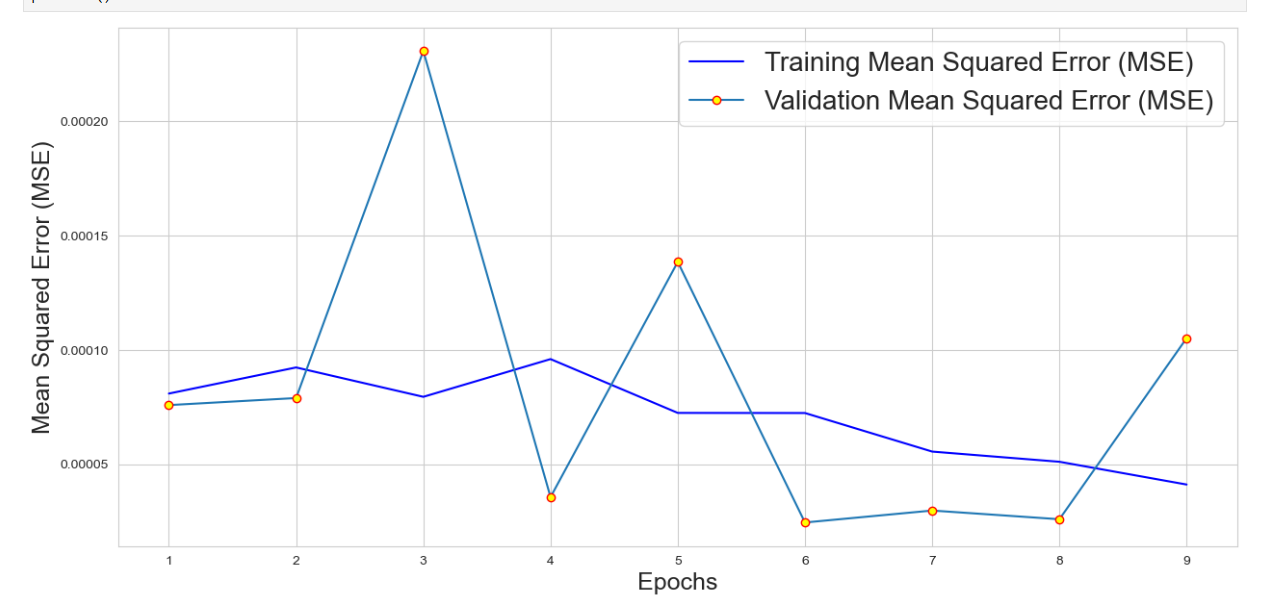 Training Mean Squared Error (MSE)
Validation Mean Squared Error (MSE)
Mean Squared Error (MSE)
0.00020
0.00015
0.00010
0.00005
1 2 3 4 5 6 7 8 9
Epochs